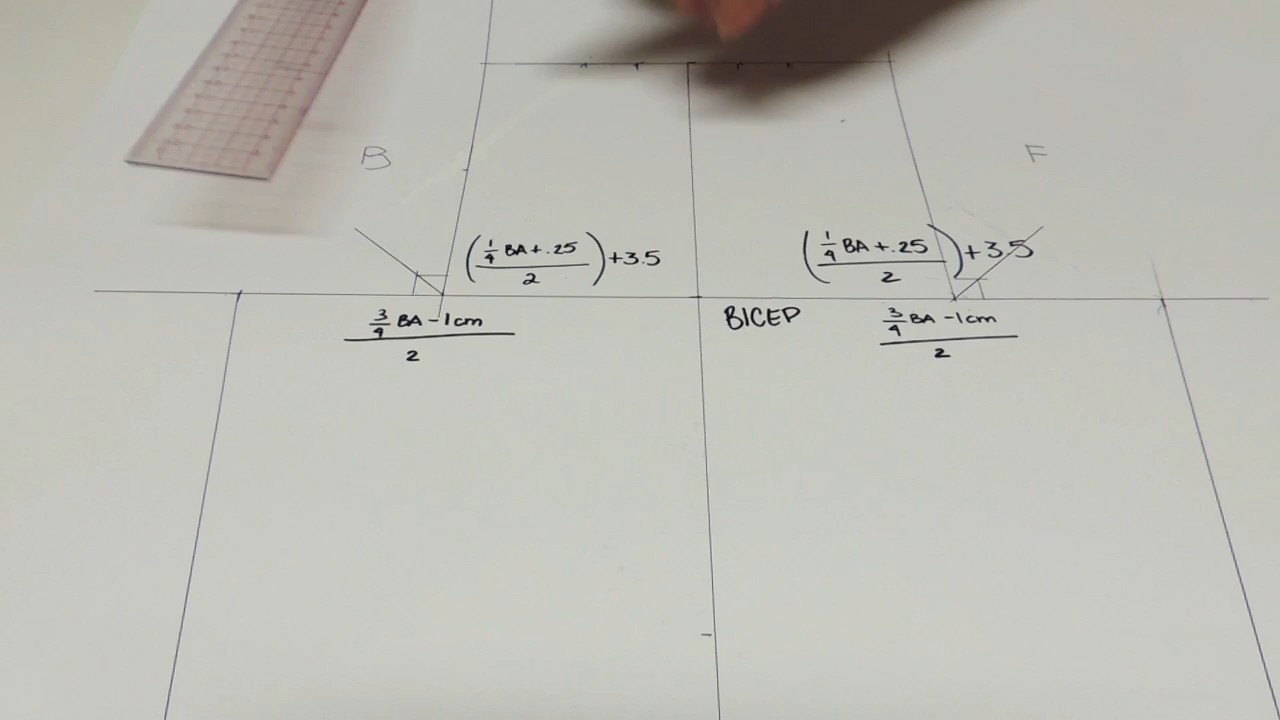 B
F
(1/4 BA + .25 / 2) + 3.5
(1/4 BA + .25 / 2) + 3.5
BICEP
3/4 BA - 1cm / 2
3/4 BA - 1cm / 2